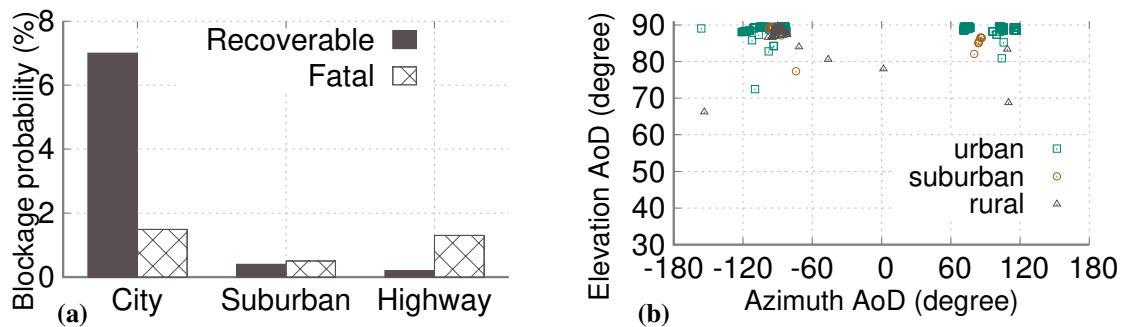 Blockage probability (%)
8
6
4
2
0
Recoverable
Fatal
City
Suburban
Highway
(a)
Elevation AoD (degree)
90
80
70
60
50
40
30
urban
suburban
rural
-180
-120
-60
0
60
120
180
Azimuth AoD (degree)
(b)